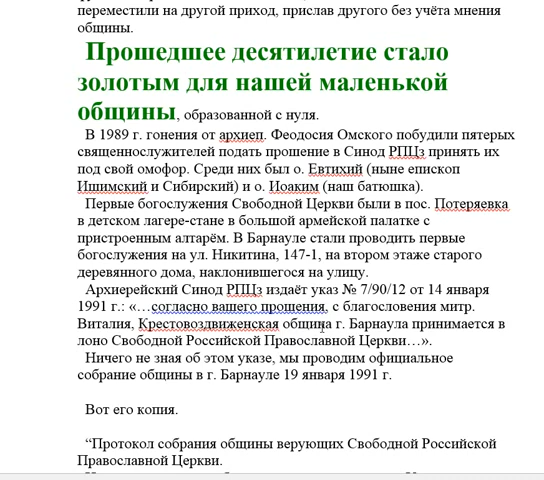 переместили на другой приход, прислав другого без учёта мнения
общины.
Прошедшее десятилетие стало
золотым для нашей маленькой
общины, образованной с нуля.
В 1989 г. гонения от архиеп. Феодосия Омского побудили пятерых
священнослужителей подать прошение в Синод РПЦз принять их
под свой омофор. Среди них был о. Евтихий (ныне епископ
Ишимский и Сибирский) и о. Иоаким (наш батюшка).
Первые богослужения Свободной Церкви были в пос. Потеряевка
в детском лагере-стане в большой армейской палатке с
пристроенным алтарём. В Барнауле стали проводить первые
богослужения на ул. Никитина, 147-1, на втором этаже старого
деревянного дома, наклонившегося на улицу.
Архиерейский Синод РПЦз издаёт указ № 7/90/12 от 14 января
1991 г.: «…согласно вашего прошения, с благословения митр.
Виталия, Крестовоздвиженская община г. Барнаула принимается в
лоно Свободной Российской Православной Церкви…».
Ничего не зная об этом указе, мы проводим официальное
собрание общины в г. Барнауле 19 января 1991 г.
Вот его копия.
“Протокол собрания общины верующих Свободной Российской
Православной Церкви.